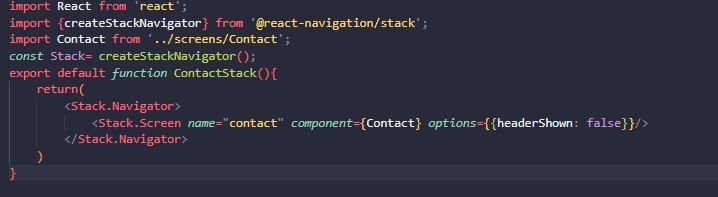 import React from 'react';
import {createStackNavigator} from '@react-navigation/stack';
import Contact from '../screens/Contact';
const Stack= createStackNavigator();
export default function ContactStack(){
    return(
        <Stack.Navigator>
            <Stack.Screen name="contact" component={Contact} options={{headerShown: false}}/>
        </Stack.Navigator>
    )
}